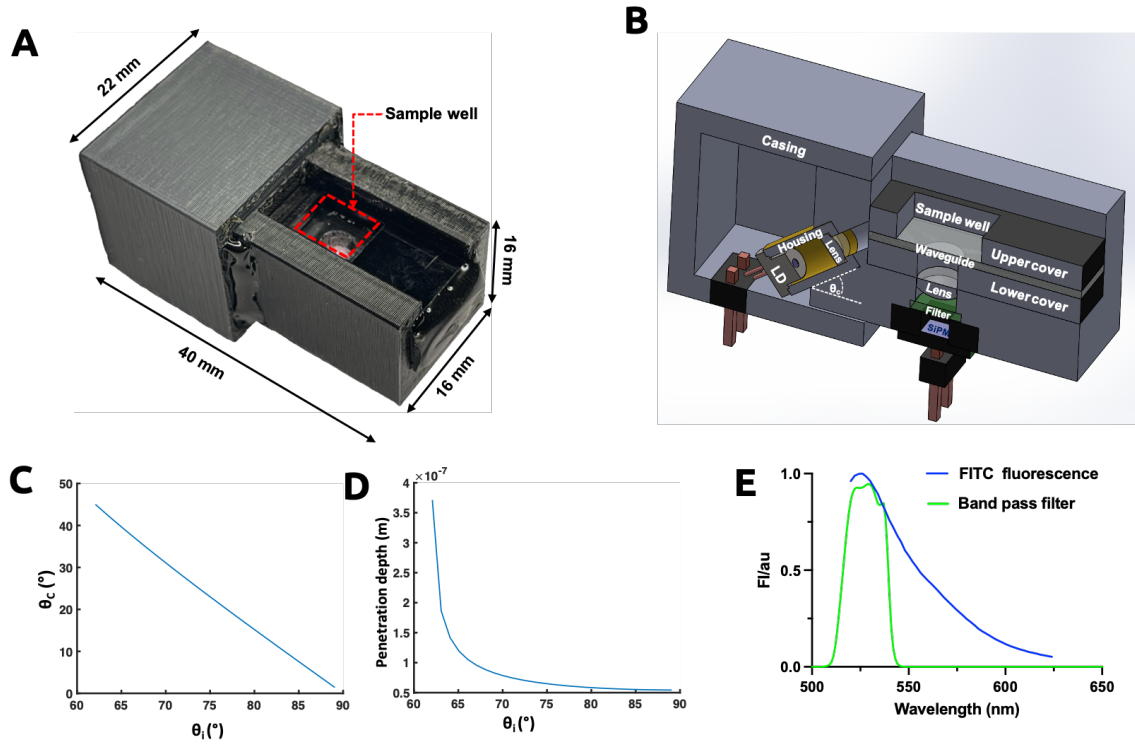 A
22 mm
Sample well
16 mm
16 mm
40 mm
B
Casing
Housing
Lens
LD
θc
Sample well
Waveguide
Upper cover
Lens
Lower cover
Filter
SiPM
C
θC (°)
50
40
30
20
10
0
60 65 70 75 80 85 90
θi (°)
D
×10-7
Penetration depth (m)
4
3.5
3
2.5
2
1.5
1
0.5
60 65 70 75 80 85 90
θi (°)
E
FITC fluorescence
Band pass filter
FI/au
1.0
0.5
0.0
500 550 600 650
Wavelength (nm)